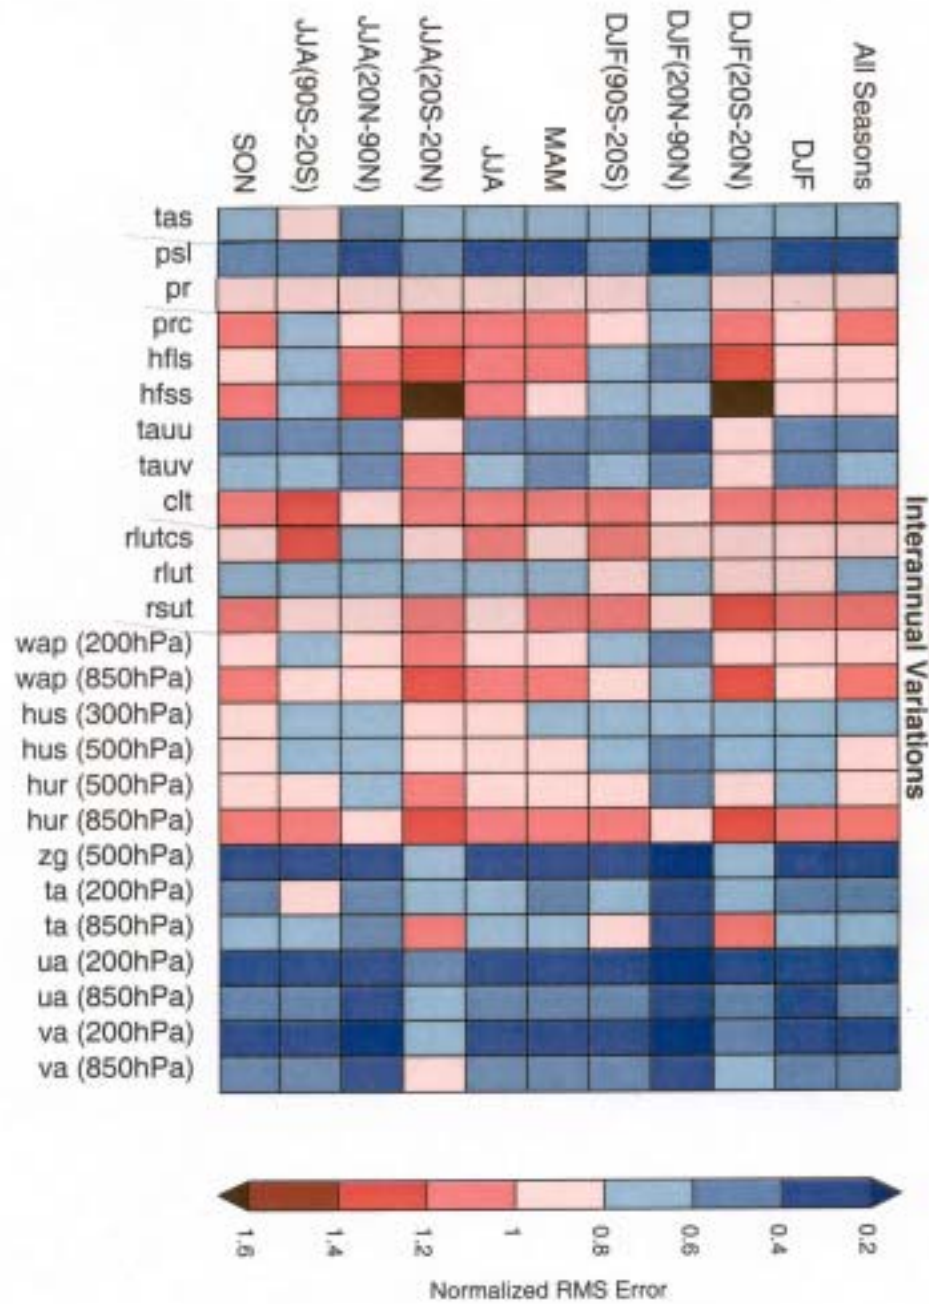 SON
JJA(90S-20S)
JJA(20N-90N)
JJA(20S-20N)
JJA
MAM
DJF(90S-20S)
DJF(20N-90N)
DJF(20S-20N)
DJF
All Seasons
tas
psl
pr
prc
hfls
hfss
tauu
tauv
clt
rlutcs
rlut
rsut
wap (200hPa)
wap (850hPa)
hus (300hPa)
hus (500hPa)
hur (500hPa)
hur (850hPa)
zg (500hPa)
ta (200hPa)
ta (850hPa)
ua (200hPa)
ua (850hPa)
va (200hPa)
va (850hPa)
Interannual Variations
1.6
1.4
1.2
1
0.8
0.6
0.4
0.2
Normalized RMS Error